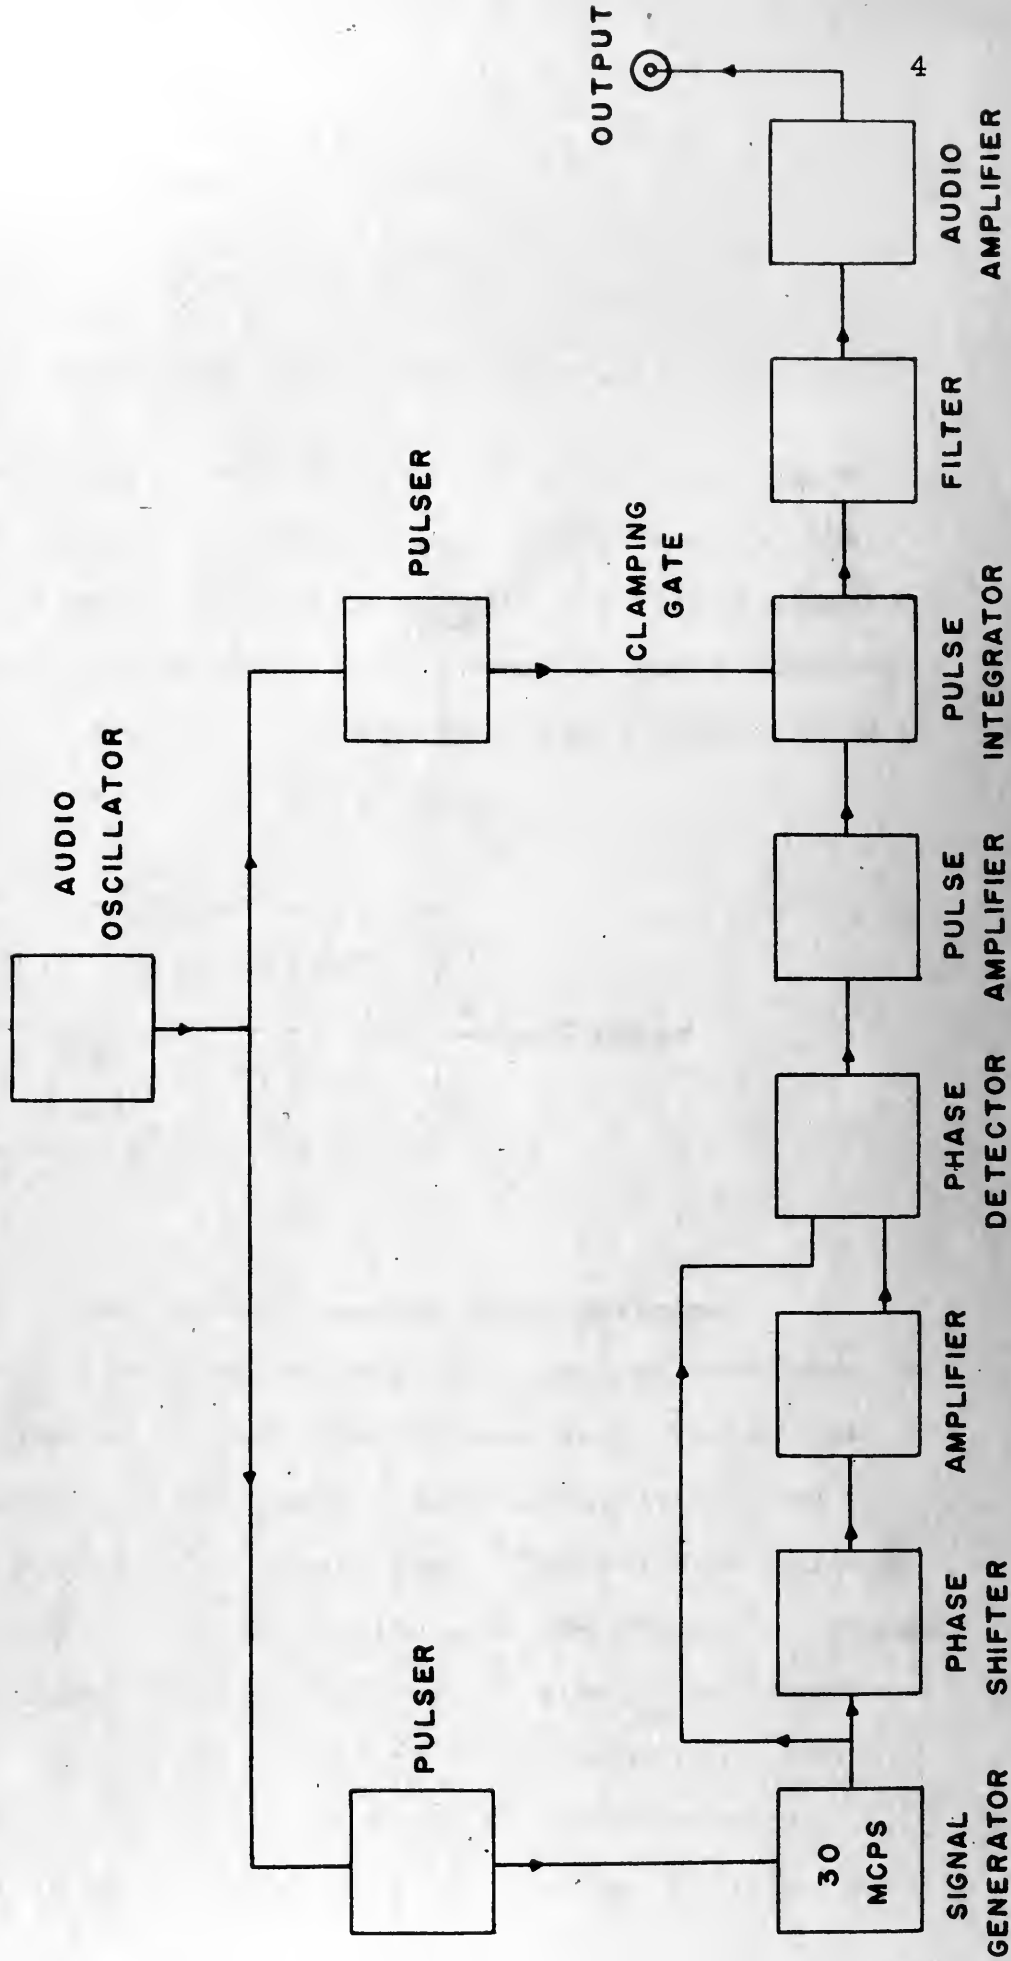 AUDIO
OSCILLATOR
PULSER
PULSER
CLAMPING
GATE
OUTPUT
30
MCPS
SIGNAL
GENERATOR
PHASE
SHIFTER
AMPLIFIER
PHASE
DETECTOR
PULSE
AMPLIFIER
PULSE
INTEGRATOR
FILTER
AUDIO
AMPLIFIER
4